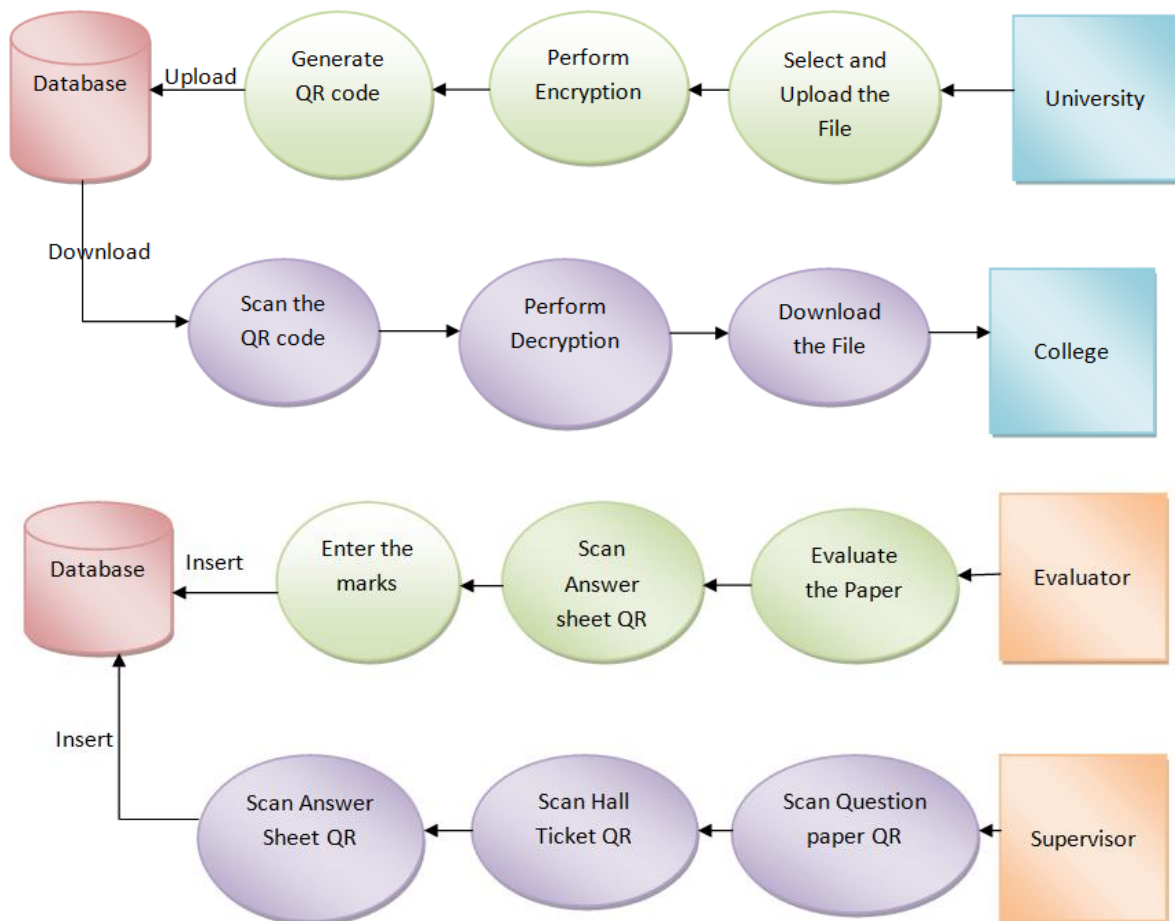 Database
Upload
Generate
QR code
Perform
Encryption
Select and
Upload the
File
University
Download
Scan the
QR code
Perform
Decryption
Download
the File
College
Database
Insert
Enter the
marks
Scan
Answer
sheet QR
Evaluate
the Paper
Evaluator
Insert
Scan Answer
Sheet QR
Scan Hall
Ticket QR
Scan Question
paper QR
Supervisor